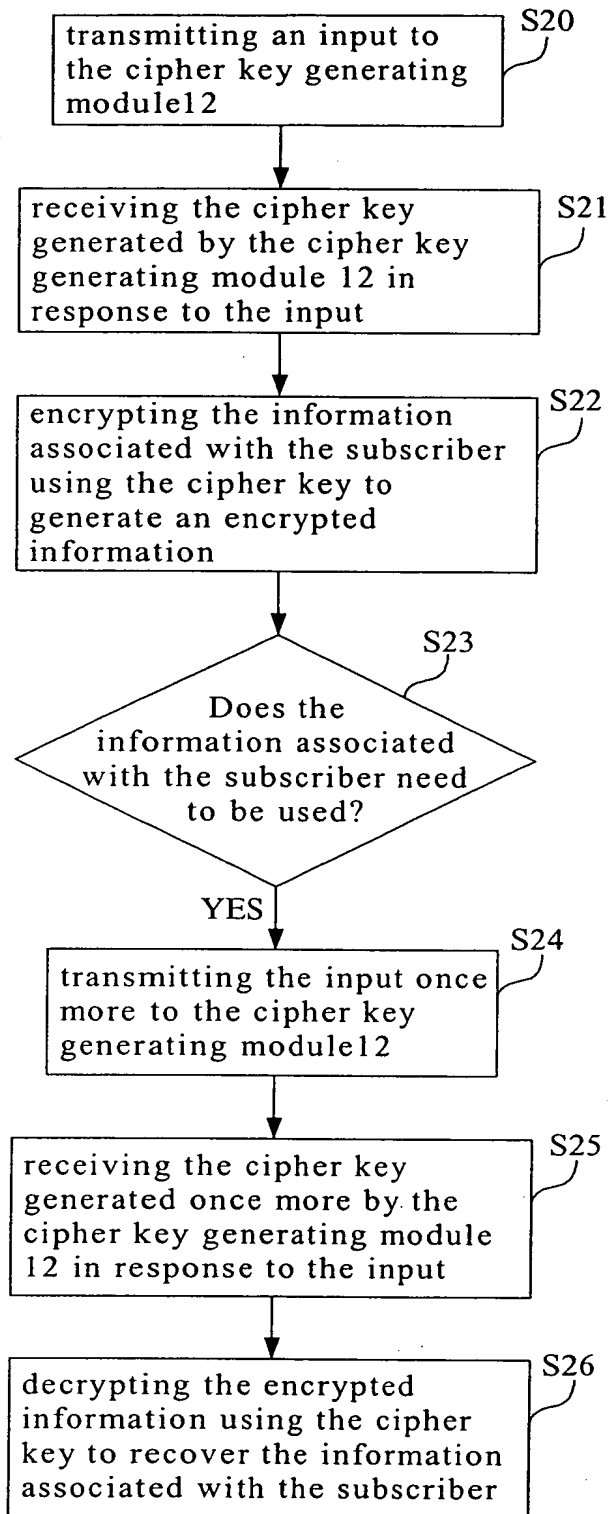 S20
transmitting an input to
the cipher key generating
module12
S21
receiving the cipher key
generated by the cipher key
generating module 12 in
response to the input
S22
encrypting the information
associated with the subscriber
using the cipher key to
generate an encrypted
information
S23
Does the
information associated
with the subscriber need
to be used?
YES
S24
transmitting the input once
more to the cipher key
generating module12
S25
receiving the cipher key
generated once more by the
cipher key generating module
12 in response to the input
S26
decrypting the encrypted
information using the cipher
key to recover the information
associated with the subscriber